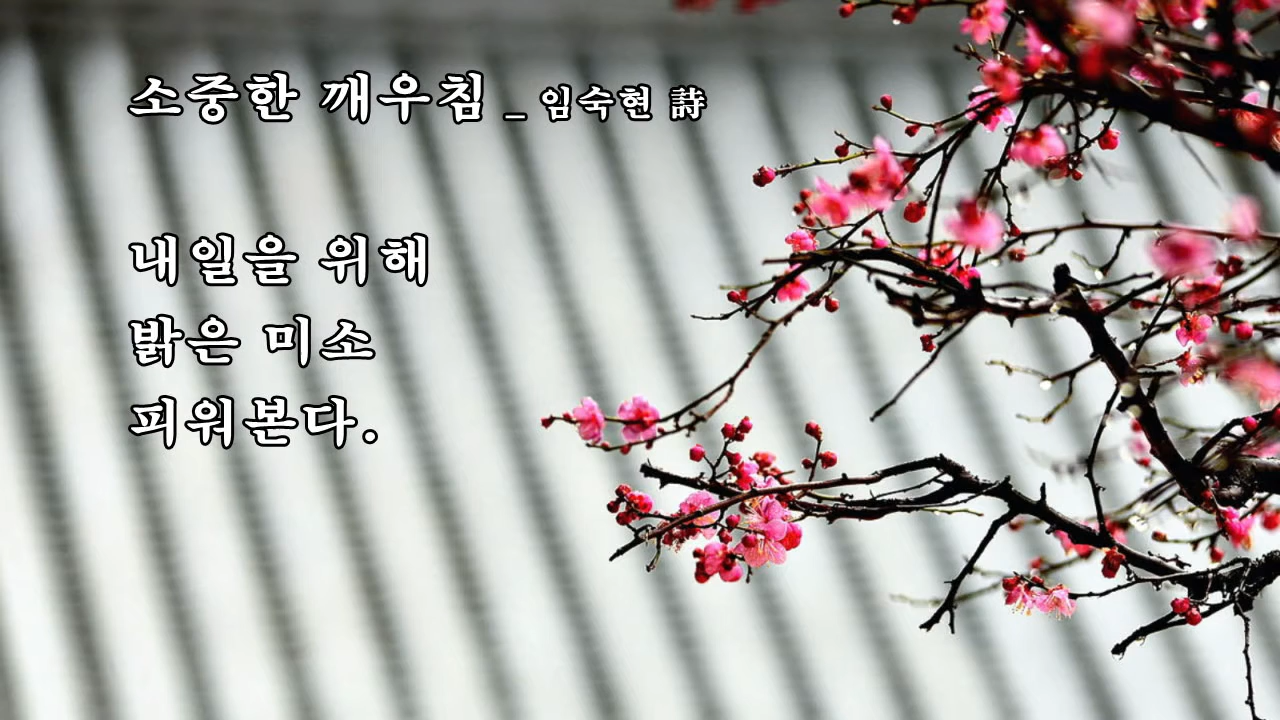 소중한 깨우침 _ 임숙현 詩
내일을 위해
밝은 미소
피워본다.